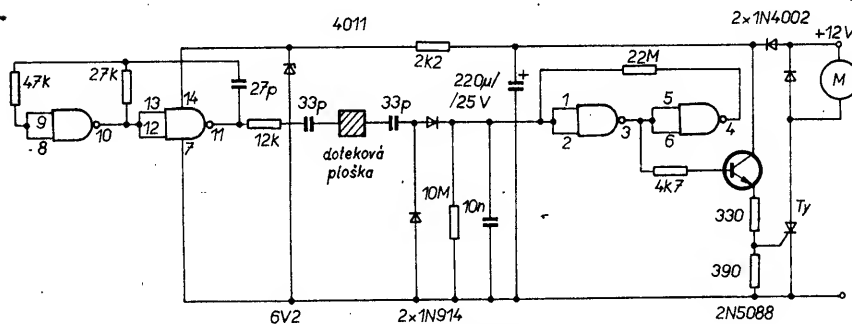 4011
2×1N4002
+12V
47k
27k
27p
2k2
220μ/
/25V
22M
M
9
8
10
13
12
14
7
11
12k
33p
33p
doteková
ploška
1
2
3
5
6
4
4k7
10M
10n
330
Ty
390
6V2
2×1N914
2N5088